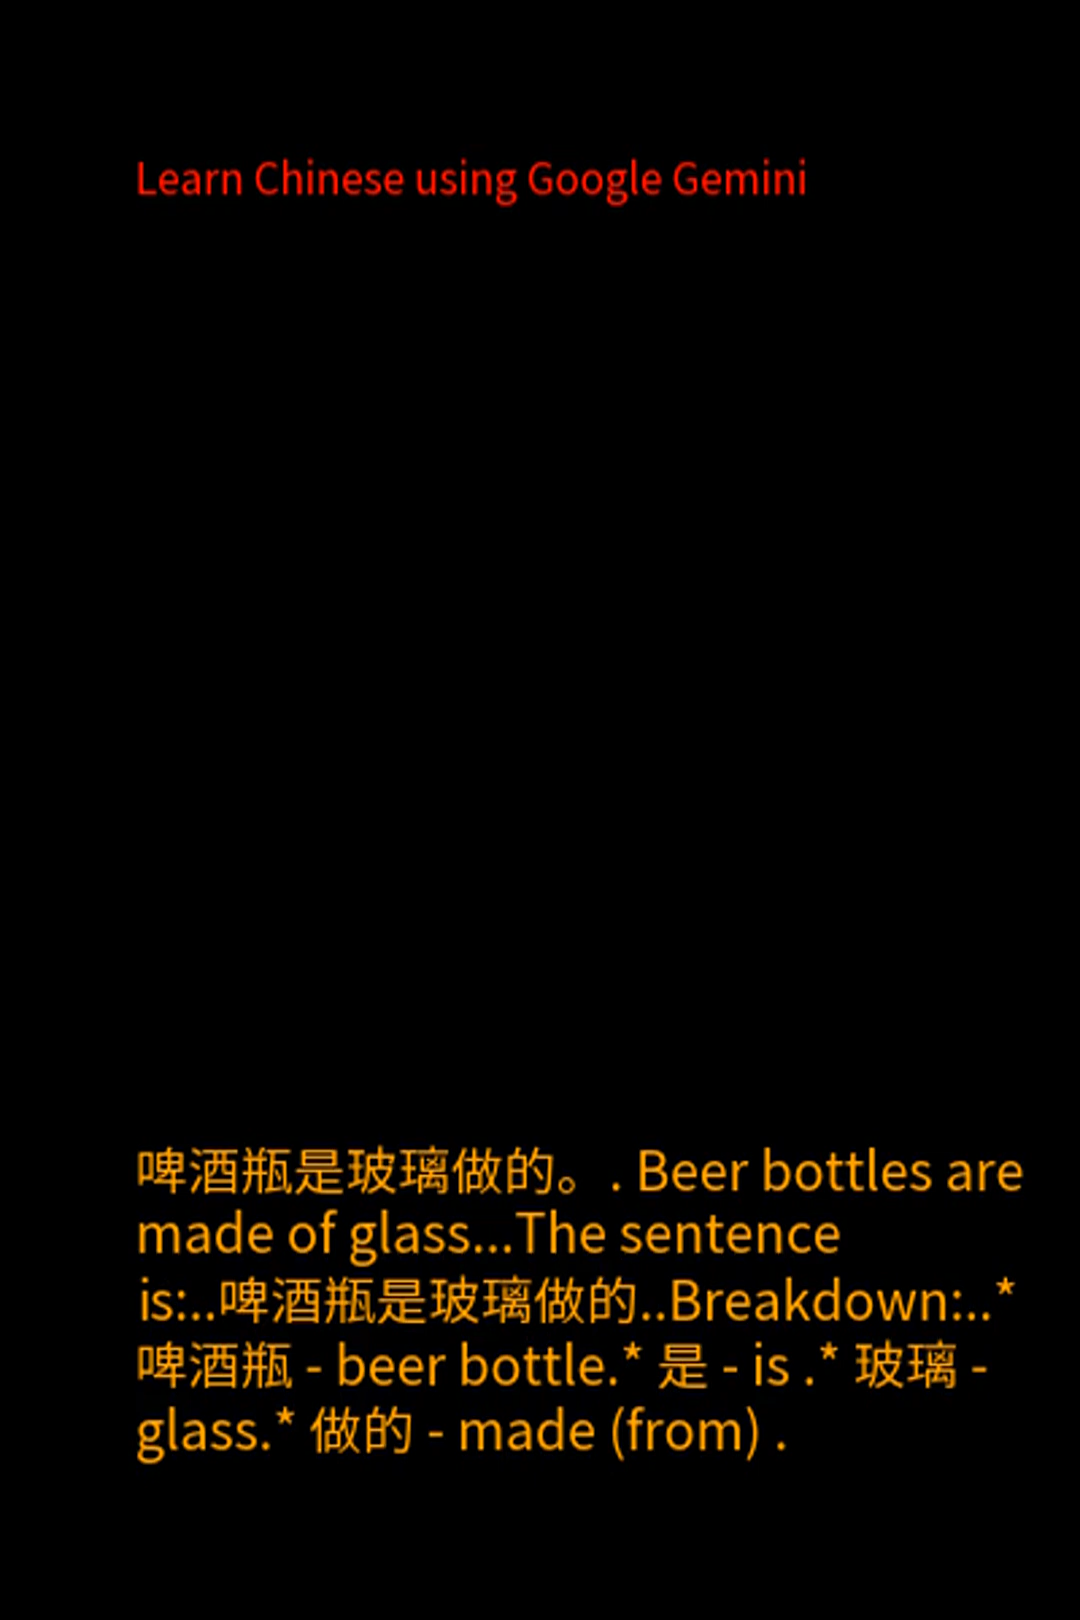 Learn Chinese using Google Gemini
啤酒瓶是玻璃做的。. Beer bottles are
made of glass...The sentence
is:..啤酒瓶是玻璃做的..Breakdown:..*
啤酒瓶 - beer bottle.* 是 - is .* 玻璃 -
glass.* 做的 - made (from) .